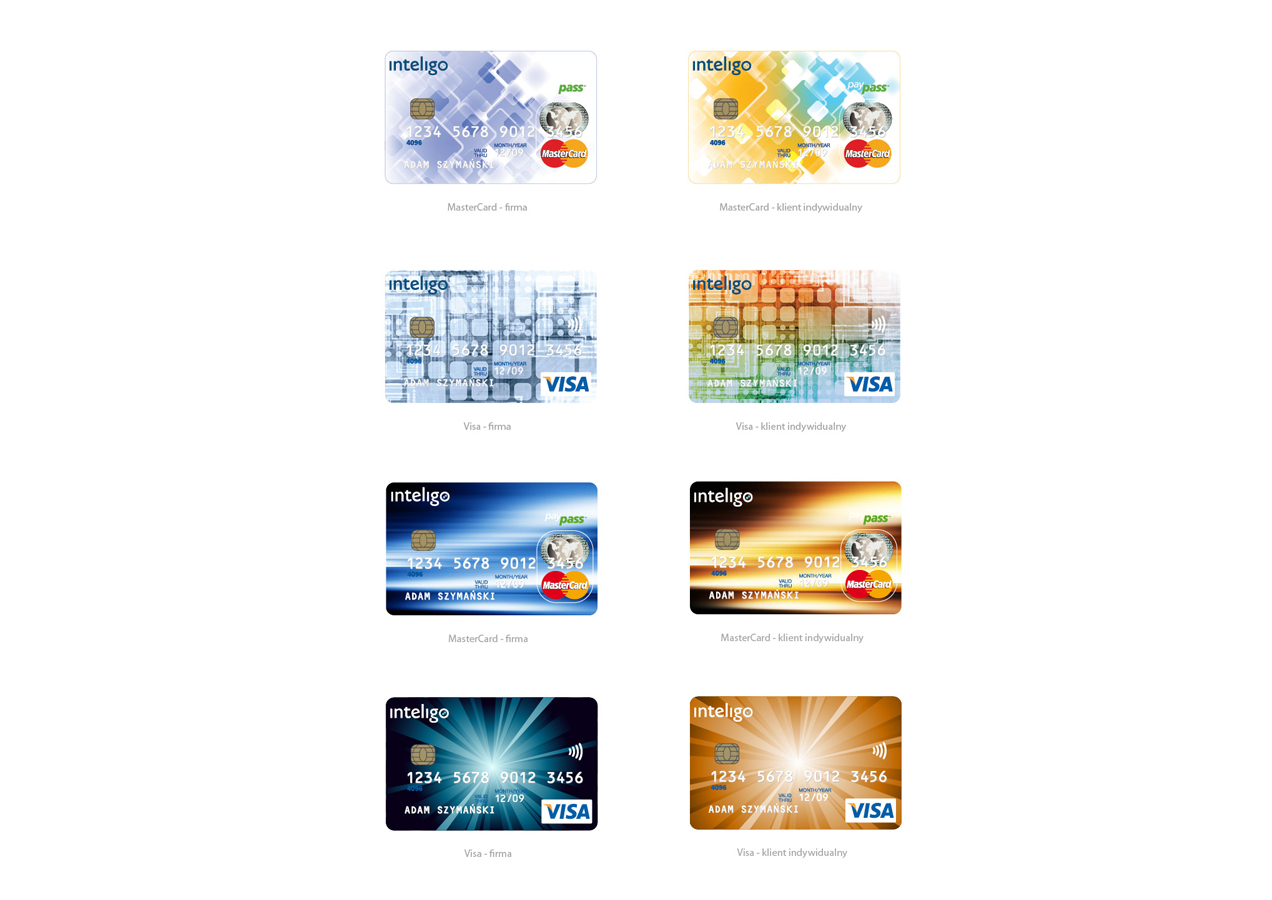 inteligo
pass
1234 5678 9012 3456
4096
VALID THRU
MONTH/YEAR
12/09
ADAM SZYMAŃSKI
MasterCard
MasterCard - firma
inteligo
paypass
1234 5678 9012 3456
4096
VALID THRU
MONTH/YEAR
12/09
ADAM SZYMAŃSKI
MasterCard
MasterCard - klient indywidualny
inteligo
1234 5678 9012 3456
4096
VALID THRU
MONTH/YEAR
12/09
ADAM SZYMAŃSKI
VISA
Visa - firma
inteligo
1234 5678 9012 3456
4096
VALID THRU
MONTH/YEAR
12/09
ADAM SZYMAŃSKI
VISA
Visa - klient indywidualny
inteligo
paypass
1234 5678 9012 3456
4096
VALID THRU
MONTH/YEAR
12/09
ADAM SZYMAŃSKI
MasterCard
MasterCard - firma
inteligo
pass
1234 5678 9012 3456
4096
VALID THRU
MONTH/YEAR
12/09
ADAM SZYMAŃSKI
MasterCard
MasterCard - klient indywidualny
inteligo
1234 5678 9012 3456
4096
VALID THRU
MONTH/YEAR
12/09
ADAM SZYMAŃSKI
VISA
Visa - firma
inteligo
1234 5678 9012 3456
4096
VALID THRU
MONTH/YEAR
12/09
ADAM SZYMAŃSKI
VISA
Visa - klient indywidualny